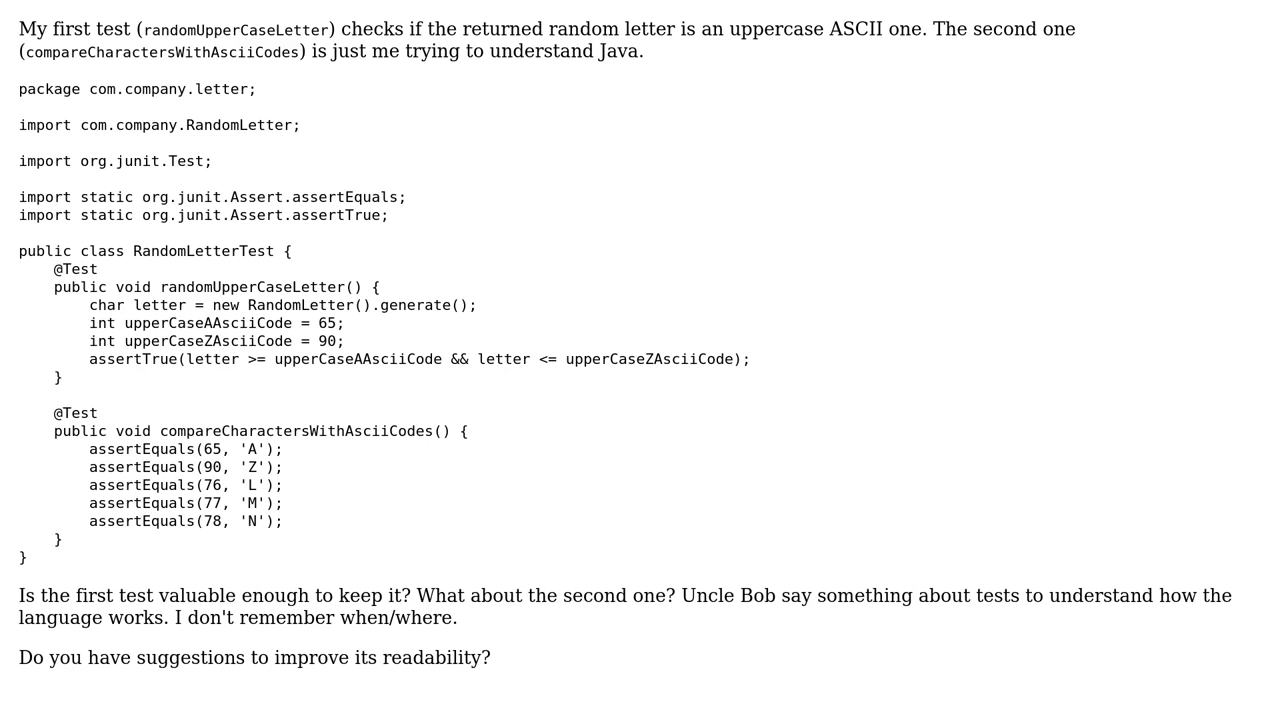 My first test (randomUpperCaseLetter) checks if the returned random letter is an uppercase ASCII one. The second one
(compareCharactersWithAsciiCodes) is just me trying to understand Java.
package com.company.letter;
import com.company.RandomLetter;
import org.junit.Test;
import static org.junit.Assert.assertEquals;
import static org.junit.Assert.assertTrue;
public class RandomLetterTest {
    @Test
    public void randomUpperCaseLetter() {
        char letter = new RandomLetter().generate();
        int upperCaseAAsciiCode = 65;
        int upperCaseZAsciiCode = 90;
        assertTrue(letter >= upperCaseAAsciiCode && letter <= upperCaseZAsciiCode);
    }
    @Test
    public void compareCharactersWithAsciiCodes() {
        assertEquals(65, 'A');
        assertEquals(90, 'Z');
        assertEquals(76, 'L');
        assertEquals(77, 'M');
        assertEquals(78, 'N');
    }
}
Is the first test valuable enough to keep it? What about the second one? Uncle Bob say something about tests to understand how the
language works. I don't remember when/where.
Do you have suggestions to improve its readability?